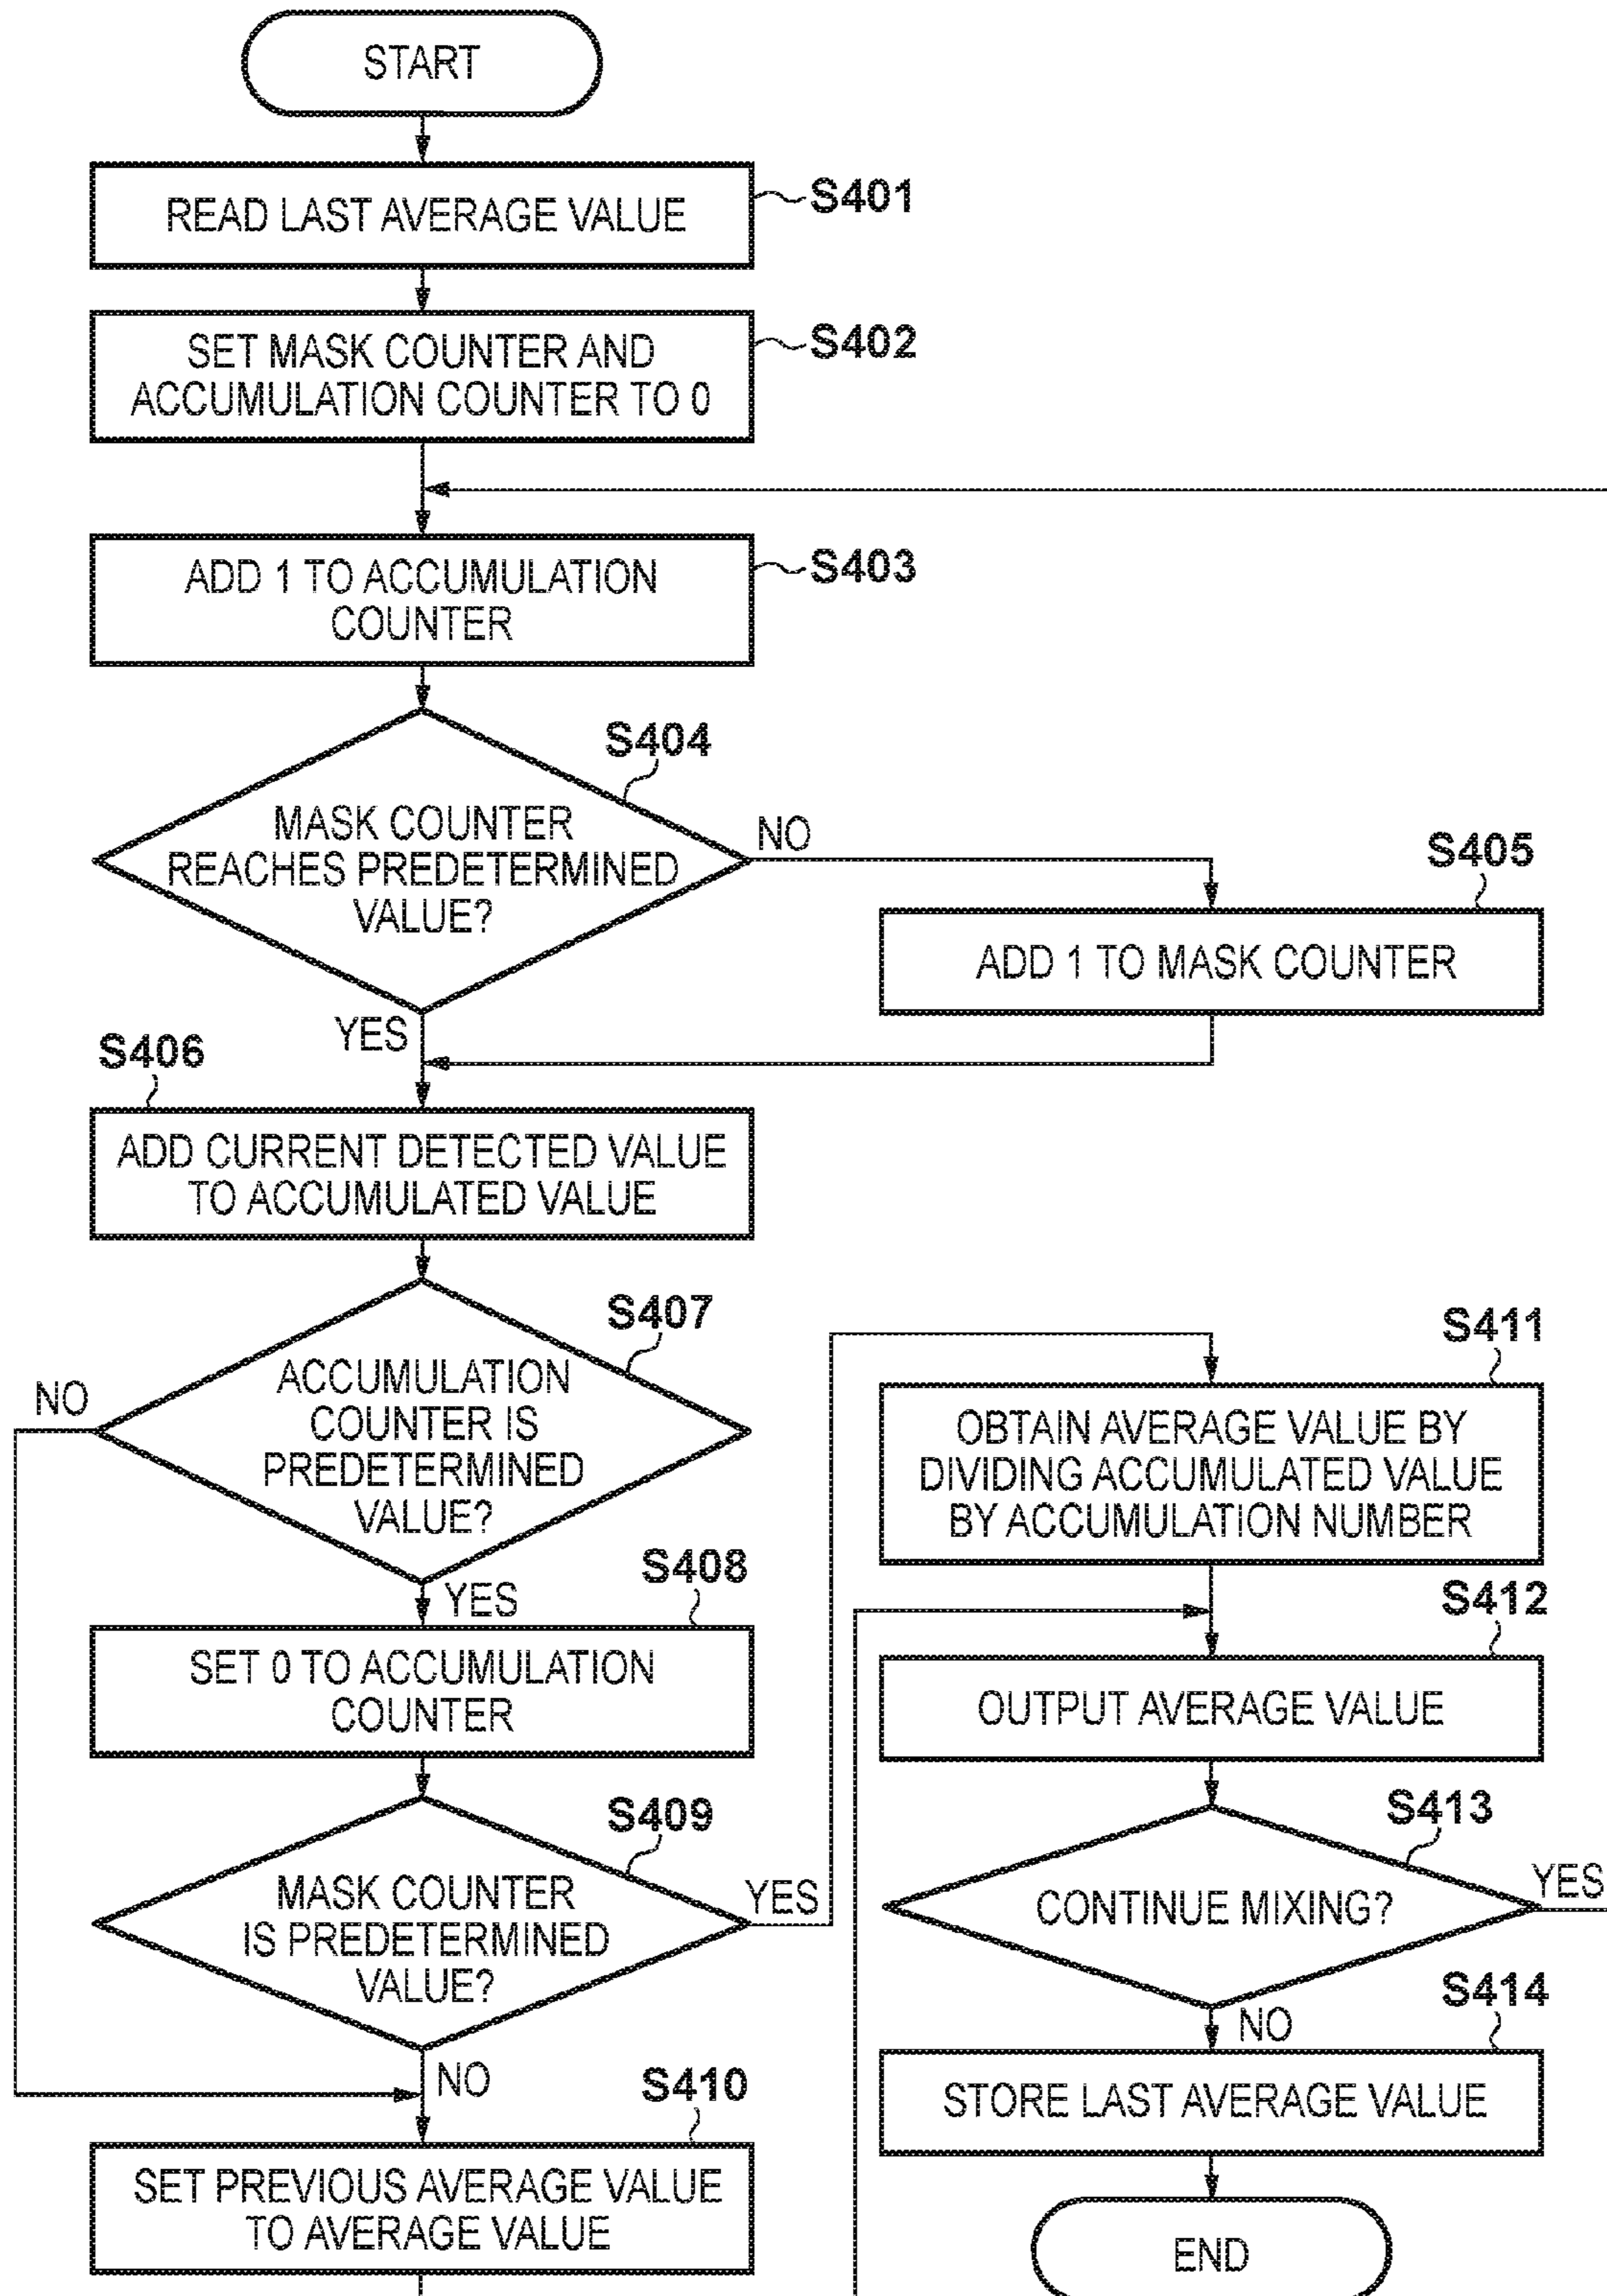 START
READ LAST AVERAGE VALUE
S401
SET MASK COUNTER AND
ACCUMULATION COUNTER TO 0
S402
ADD 1 TO ACCUMULATION
COUNTER
S403
S404
MASK COUNTER
REACHES PREDETERMINED
VALUE?
NO
YES
S405
ADD 1 TO MASK COUNTER
S406
ADD CURRENT DETECTED VALUE
TO ACCUMULATED VALUE
S407
ACCUMULATION
COUNTER IS
PREDETERMINED
VALUE?
NO
YES
S408
SET 0 TO ACCUMULATION
COUNTER
S409
MASK COUNTER
IS PREDETERMINED
VALUE?
YES
NO
S410
SET PREVIOUS AVERAGE VALUE
TO AVERAGE VALUE
S411
OBTAIN AVERAGE VALUE BY
DIVIDING ACCUMULATED VALUE
BY ACCUMULATION NUMBER
S412
OUTPUT AVERAGE VALUE
S413
CONTINUE MIXING?
YES
NO
S414
STORE LAST AVERAGE VALUE
END